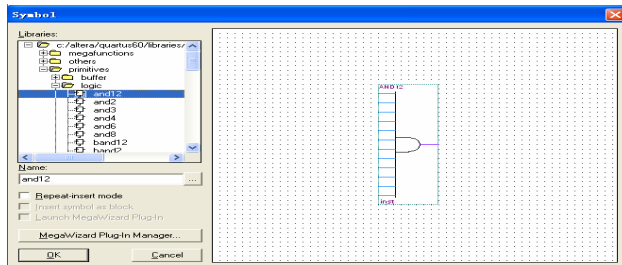 Symbol
Libraries:
c:/altera/quartus60/libraries/
megafunctions
others
primitives
buffer
logic
and12
and2
and3
and4
and6
and8
band12
band2
Name:
and12
...
Repeat-insert mode
Insert symbol as block
Launch MegaWizard Plug-In
MegaWizard Plug-In Manager...
OK
Cancel
AND12
inst